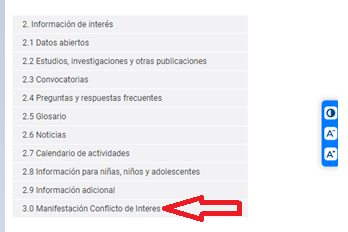 2. Información de interés
2.1 Datos abiertos
2.2 Estudios, investigaciones y otras publicaciones
2.3 Convocatorias
2.4 Preguntas y respuestas frecuentes
2.5 Glosario
2.6 Noticias
2.7 Calendario de actividades
2.8 Información para niñas, niños y adolescentes
2.9 Información adicional
3.0 Manifestación Conflicto de Interes
A-
A+